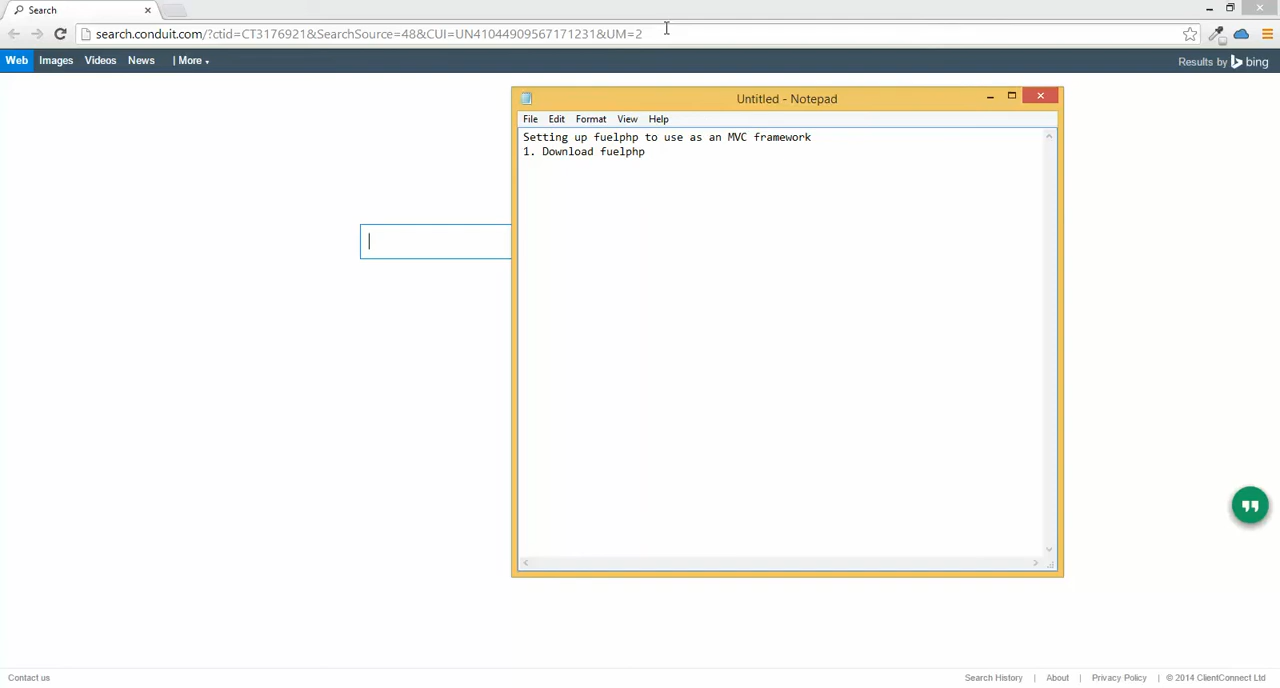 Search
search.conduit.com/?ctid=CT3176921&SearchSource=48&CUI=UN41044909567171231&UM=2
Web Images Videos News | More
Results by bing
Untitled - Notepad
File Edit Format View Help
Setting up fuelphp to use as an MVC framework
1. Download fuelphp
Contact us
Search History | About | Privacy Policy | © 2014 ClientConnect Ltd